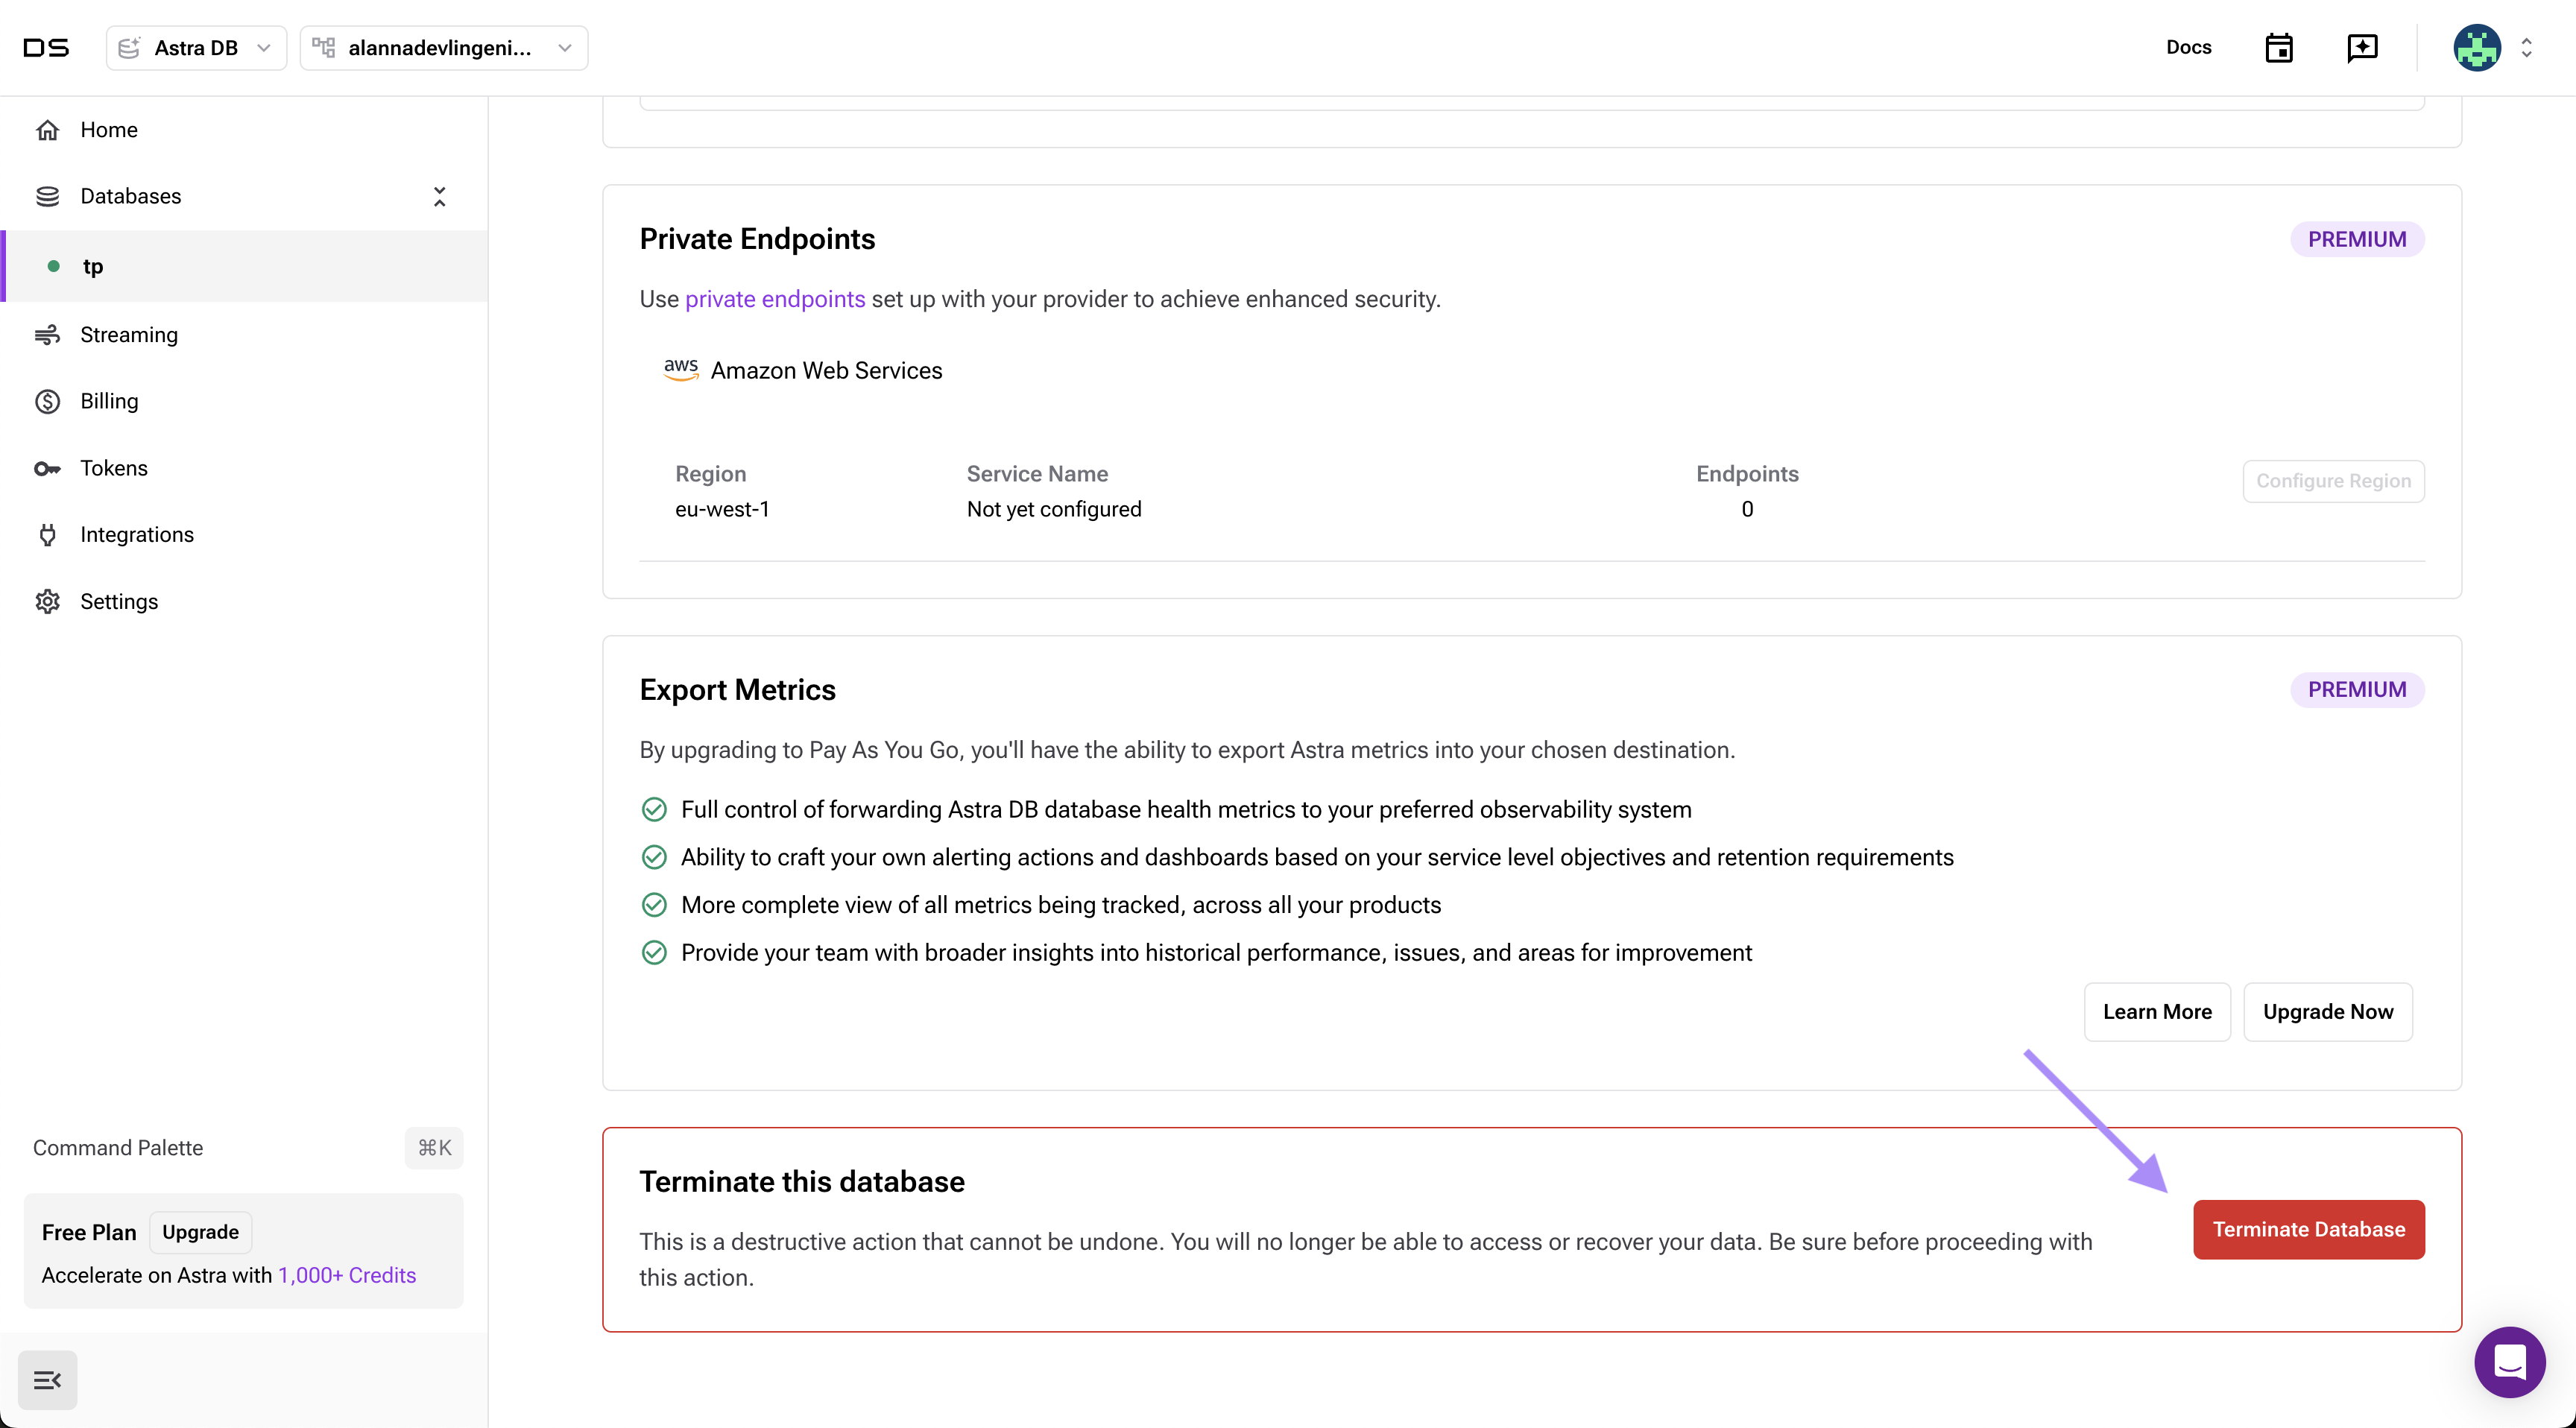 DS
Astra DB
alannadevlingeni...
Docs
Home
Databases
tp
Streaming
Billing
Tokens
Integrations
Settings
Command Palette
⌘K
Free Plan
Upgrade
Accelerate on Astra with 1,000+ Credits
Private Endpoints
PREMIUM
Use private endpoints set up with your provider to achieve enhanced security.
aws
Amazon Web Services
Region
Service Name
Endpoints
eu-west-1
Not yet configured
0
Configure Region
Export Metrics
PREMIUM
By upgrading to Pay As You Go, you'll have the ability to export Astra metrics into your chosen destination.
Full control of forwarding Astra DB database health metrics to your preferred observability system
Ability to craft your own alerting actions and dashboards based on your service level objectives and retention requirements
More complete view of all metrics being tracked, across all your products
Provide your team with broader insights into historical performance, issues, and areas for improvement
Learn More
Upgrade Now
Terminate this database
This is a destructive action that cannot be undone. You will no longer be able to access or recover your data. Be sure before proceeding with
this action.
Terminate Database